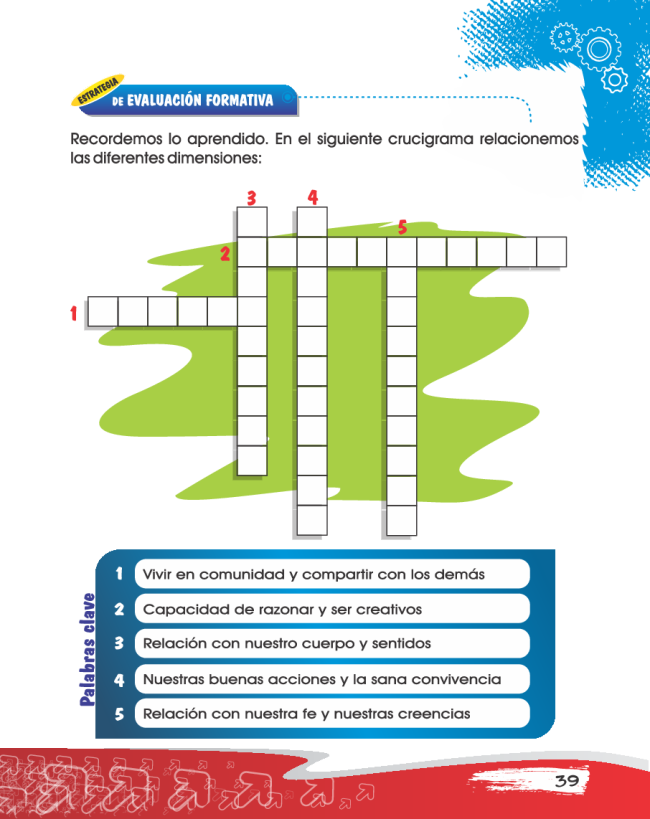 ESTRATEGIA
DE EVALUACIÓN FORMATIVA
Recordemos lo aprendido. En el siguiente crucigrama relacionemos
las diferentes dimensiones:
3
4
5
2
1
Palabras clave
1 Vivir en comunidad y compartir con los demás
2 Capacidad de razonar y ser creativos
3 Relación con nuestro cuerpo y sentidos
4 Nuestras buenas acciones y la sana convivencia
5 Relación con nuestra fe y nuestras creencias
39